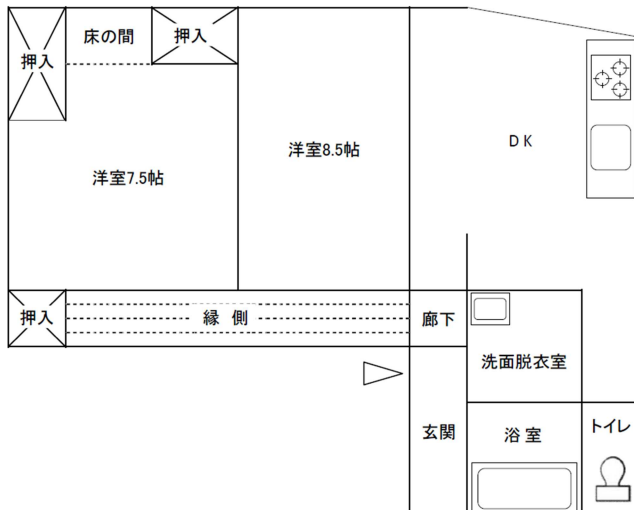 床の間
押入
押入
洋室8.5帖
DK
洋室7.5帖
押入
縁側
廊下
洗面脱衣室
玄関
浴室
トイレ